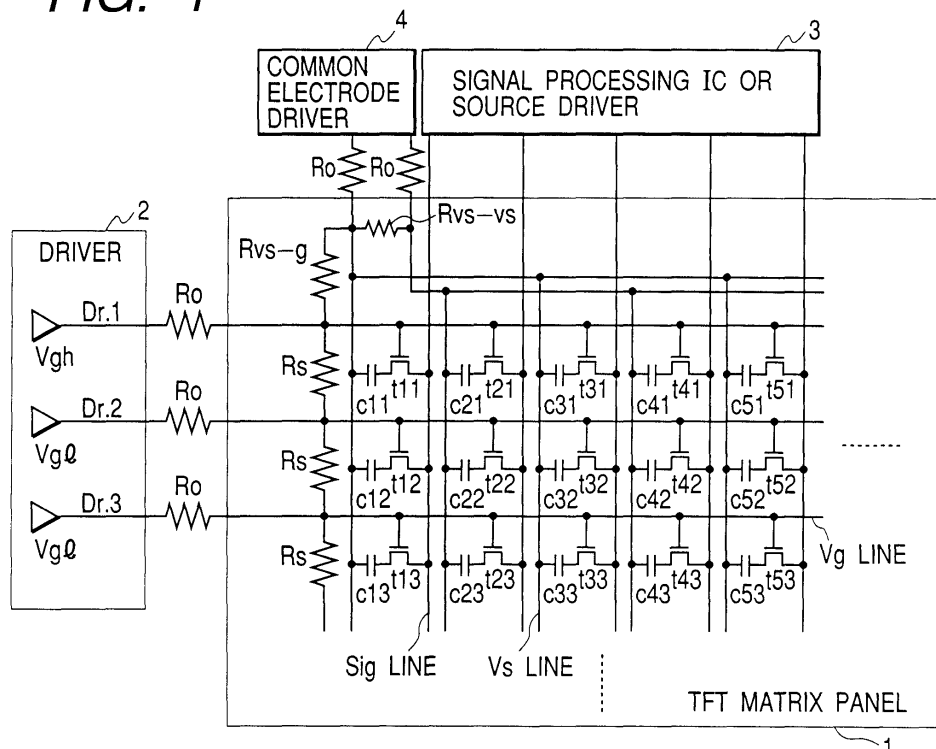 FIG. 1
4
3
COMMON
ELECTRODE
DRIVER
SIGNAL PROCESSING IC OR
SOURCE DRIVER
Ro
Ro
2
Rvs-vs
DRIVER
Rvs-g
Dr.1
Ro
Vgh
Rs
c11
t11
c21
t21
c31
t31
c41
t41
c51
t51
Dr.2
Ro
Vgℓ
Rs
c12
t12
c22
t22
c32
t32
c42
t42
c52
t52
Dr.3
Ro
Vgℓ
Vg LINE
Rs
c13
t13
c23
t23
c33
t33
c43
t43
c53
t53
Sig LINE
Vs LINE
TFT MATRIX PANEL
1